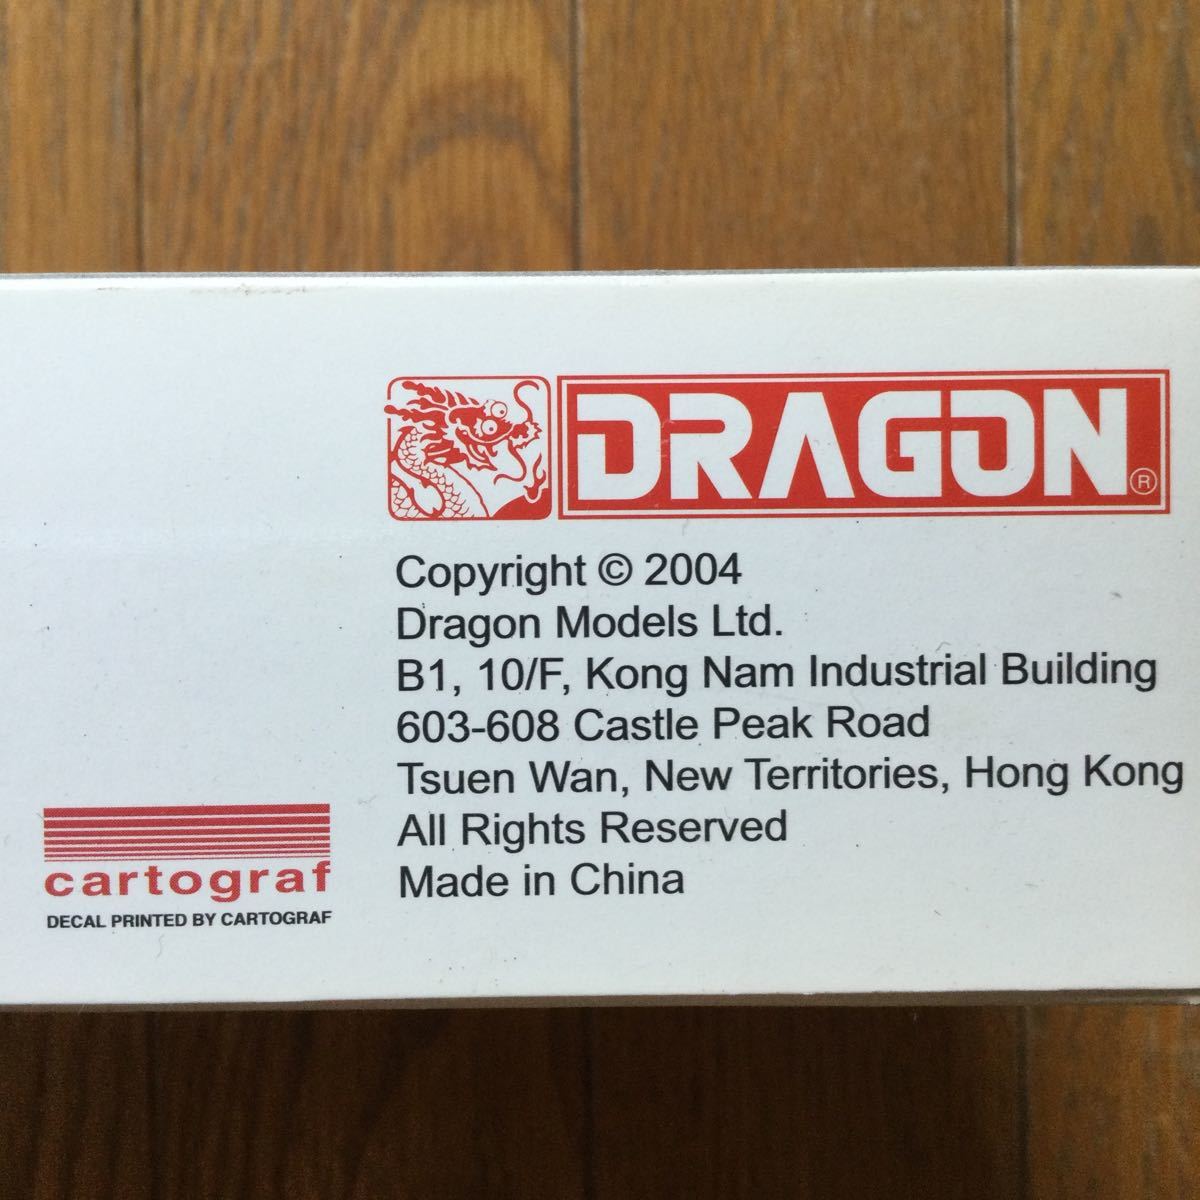 DRAGON®
Copyright © 2004
Dragon Models Ltd.
B1, 10/F, Kong Nam Industrial Building
603-608 Castle Peak Road
Tsuen Wan, New Territories, Hong Kong
All Rights Reserved
Made in China
cartograf
DECAL PRINTED BY CARTOGRAF